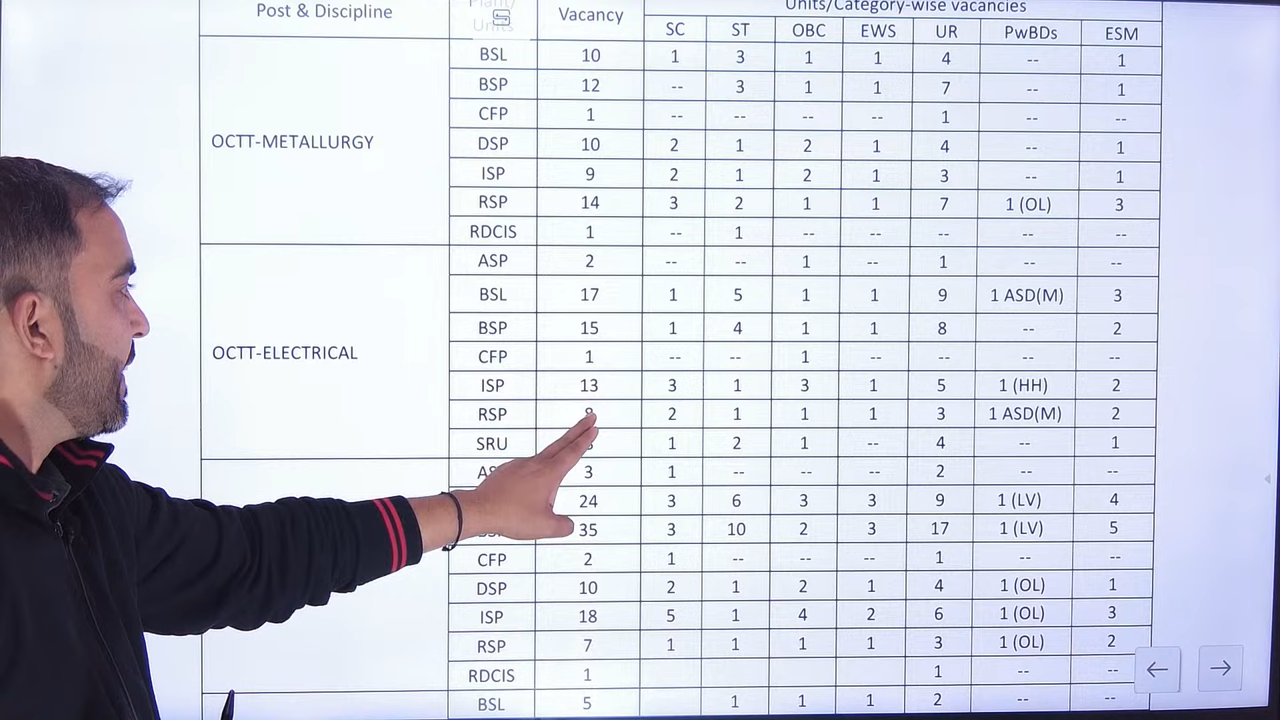 Post & Discipline Plant/ Units Vacancy Units/Category-wise vacancies
SC ST OBC EWS UR PwBDs ESM
OCTT-METALLURGY
BSL 10 1 3 1 1 4 -- 1
BSP 12 -- 3 1 1 7 -- 1
CFP 1 -- -- -- -- 1 -- --
DSP 10 2 1 2 1 4 -- 1
ISP 9 2 1 2 1 3 -- 1
RSP 14 3 2 1 1 7 1 (OL) 3
RDCIS 1 -- 1 -- -- -- -- --
OCTT-ELECTRICAL
ASP 2 -- -- 1 -- 1 -- --
BSL 17 1 5 1 1 9 1 ASD(M) 3
BSP 15 1 4 1 1 8 -- 2
CFP 1 -- -- 1 -- -- -- --
ISP 13 3 1 3 1 5 1 (HH) 2
RSP 2 1 1 1 3 1 ASD(M) 2
SRU 1 2 1 -- 4 -- 1
3 1 -- -- -- 2 -- --
24 3 6 3 3 9 1 (LV) 4
35 3 10 2 3 17 1 (LV) 5
CFP 2 1 -- -- -- 1 -- --
DSP 10 2 1 2 1 4 1 (OL) 1
ISP 18 5 1 4 2 6 1 (OL) 3
RSP 7 1 1 1 1 3 1 (OL) 2
RDCIS 1 1 -- --
BSL 5 1 1 1 2 -- --